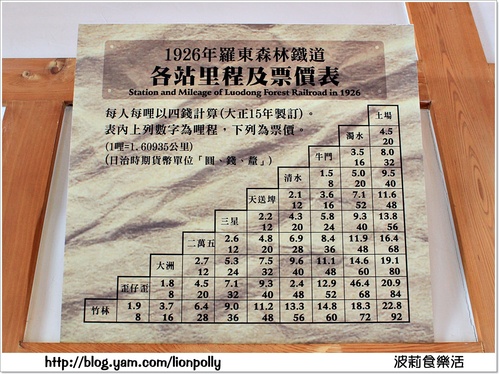 1926年羅東森林鐵道
各站里程及票價表
Station and Mileage of Luodong Forest Railroad in 1926
每人每哩以四錢計算(大正15年製訂)。
表內上列數字為哩程，下列為票價。
(1哩=1.60935公里)
(日治時期貨幣單位「圓、錢、釐」)
土場
濁水 4.5
20
牛鬥 3.5 8.0
16 32
清水 1.5 5.0 9.5
8 20 40
天送埤 2.1 3.6 7.1 11.6
12 16 52 48
三星 2.2 4.3 5.8 9.3 13.8
12 20 24 40 56
二萬五 2.6 4.8 6.9 8.4 11.9 16.4
12 20 28 36 48 68
大洲 2.7 5.3 7.5 9.6 11.1 14.6 19.1
12 24 32 40 48 60 80
歪仔歪 1.8 4.5 7.1 9.3 2.4 12.9 46.4 20.9
8 20 32 40 48 52 68 84
竹林 1.9 3.7 6.4 9.0 11.2 13.3 14.8 18.3 22.8
8 16 28 36 48 56 60 72 92
http://blog.yam.com/lionpolly
波莉食樂活